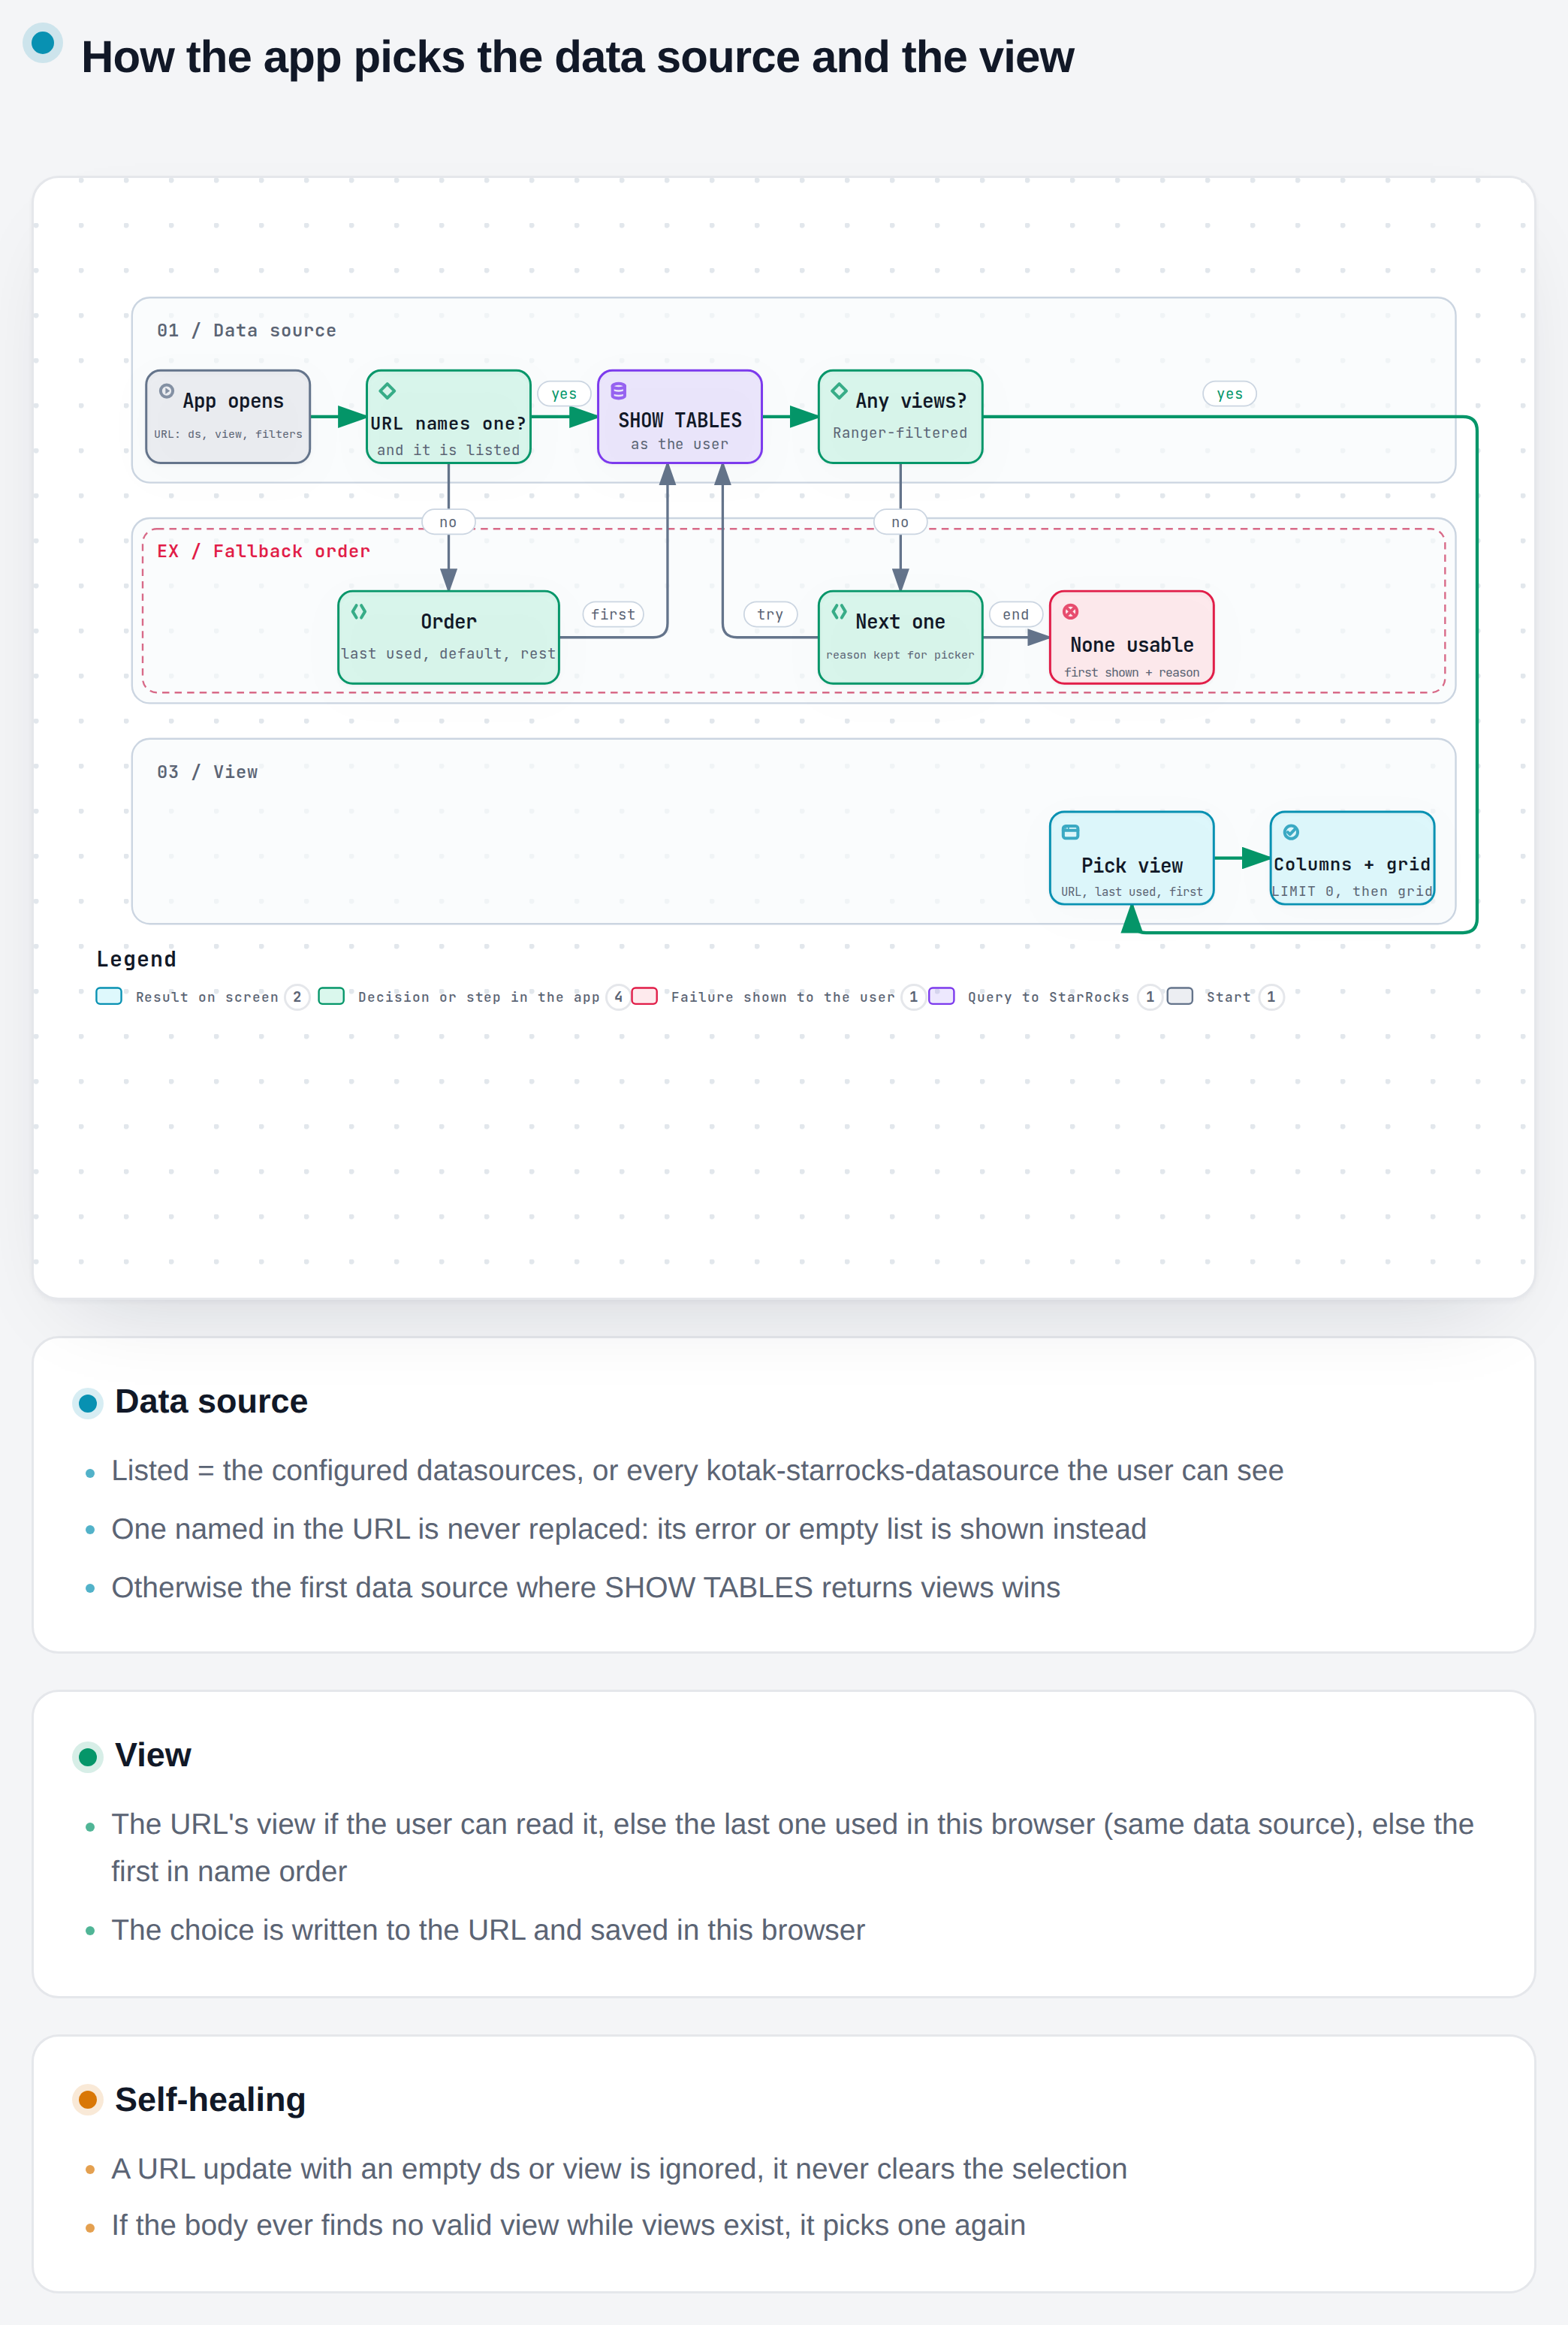 How the app picks the data source and the view
01 / Data source
App opens
URL: ds, view, filters
URL names one?
and it is listed
yes
SHOW TABLES
as the user
Any views?
Ranger-filtered
yes
no
no
EX / Fallback order
Order
last used, default, rest
first
try
Next one
reason kept for picker
end
None usable
first shown + reason
03 / View
Pick view
URL, last used, first
Columns + grid
LIMIT 0, then grid
Legend
Result on screen 2 Decision or step in the app 4 Failure shown to the user 1 Query to StarRocks 1 Start 1
Data source
Listed = the configured datasources, or every kotak-starrocks-datasource the user can see
One named in the URL is never replaced: its error or empty list is shown instead
Otherwise the first data source where SHOW TABLES returns views wins
View
The URL's view if the user can read it, else the last one used in this browser (same data source), else the
first in name order
The choice is written to the URL and saved in this browser
Self-healing
A URL update with an empty ds or view is ignored, it never clears the selection
If the body ever finds no valid view while views exist, it picks one again